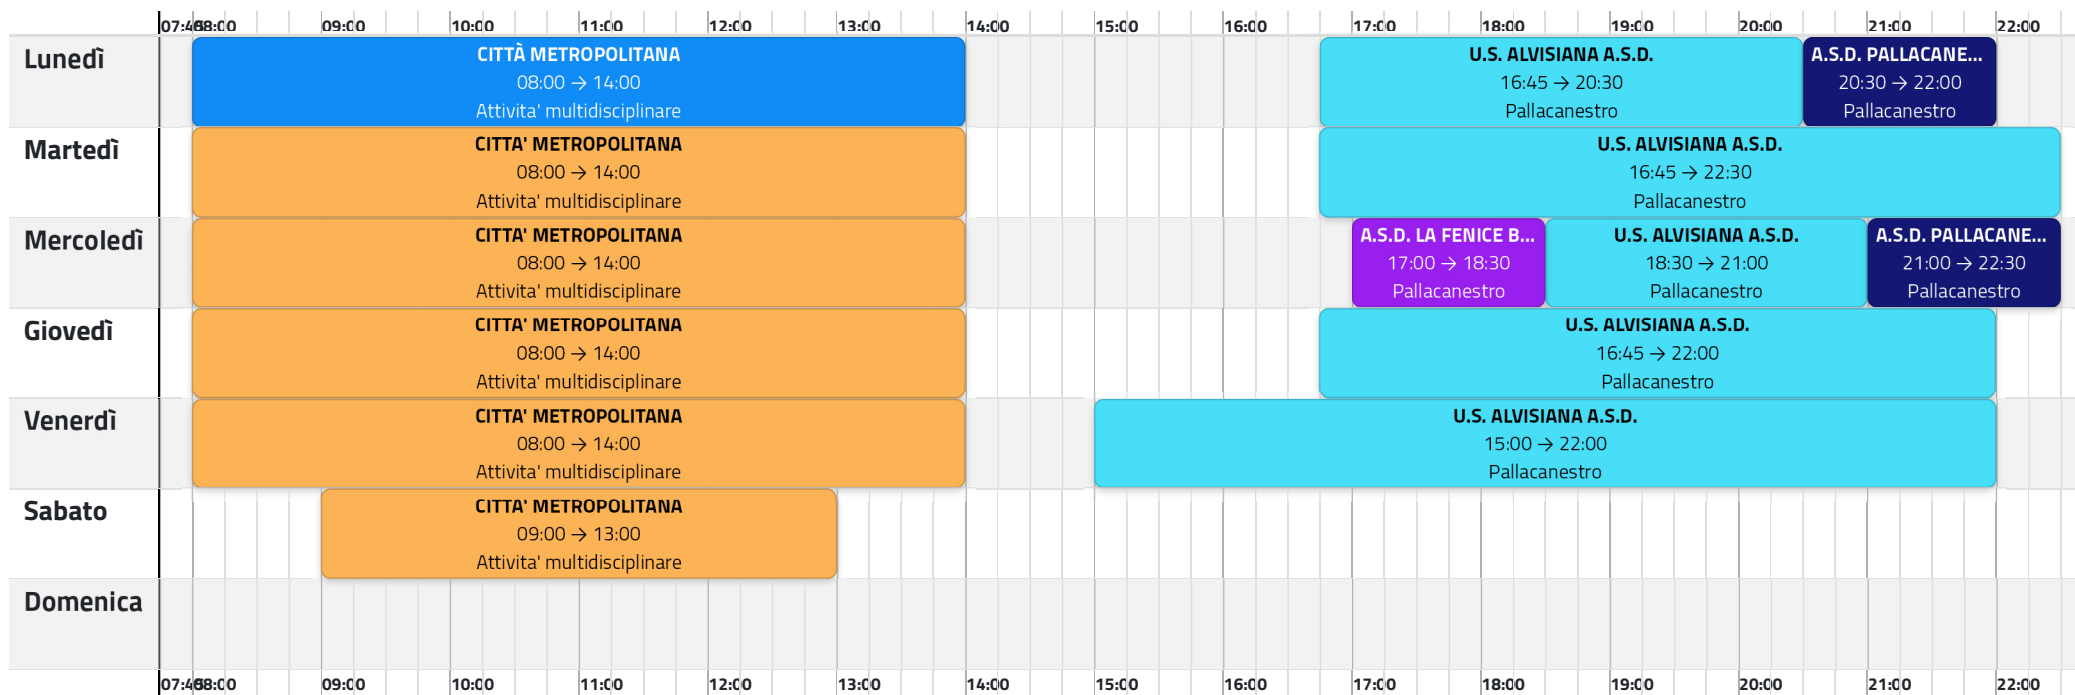 07:45 08:00 09:00 10:00 11:00 12:00 13:00 14:00 15:00 16:00 17:00 18:00 19:00 20:00 21:00 22:00
Lunedì
CITTÀ METROPOLITANA
08:00 → 14:00
Attivita' multidisciplinare
U.S. ALVISIANA A.S.D.
16:45 → 20:30
Pallacanestro
A.S.D. PALLACANE...
20:30 → 22:00
Pallacanestro
Martedì
CITTA' METROPOLITANA
08:00 → 14:00
Attivita' multidisciplinare
U.S. ALVISIANA A.S.D.
16:45 → 22:30
Pallacanestro
Mercoledì
CITTA' METROPOLITANA
08:00 → 14:00
Attivita' multidisciplinare
A.S.D. LA FENICE B...
17:00 → 18:30
Pallacanestro
U.S. ALVISIANA A.S.D.
18:30 → 21:00
Pallacanestro
A.S.D. PALLACANE...
21:00 → 22:30
Pallacanestro
Giovedì
CITTA' METROPOLITANA
08:00 → 14:00
Attivita' multidisciplinare
U.S. ALVISIANA A.S.D.
16:45 → 22:00
Pallacanestro
Venerdì
CITTA' METROPOLITANA
08:00 → 14:00
Attivita' multidisciplinare
U.S. ALVISIANA A.S.D.
15:00 → 22:00
Pallacanestro
Sabato
CITTA' METROPOLITANA
09:00 → 13:00
Attivita' multidisciplinare
Domenica
07:45 08:00 09:00 10:00 11:00 12:00 13:00 14:00 15:00 16:00 17:00 18:00 19:00 20:00 21:00 22:00